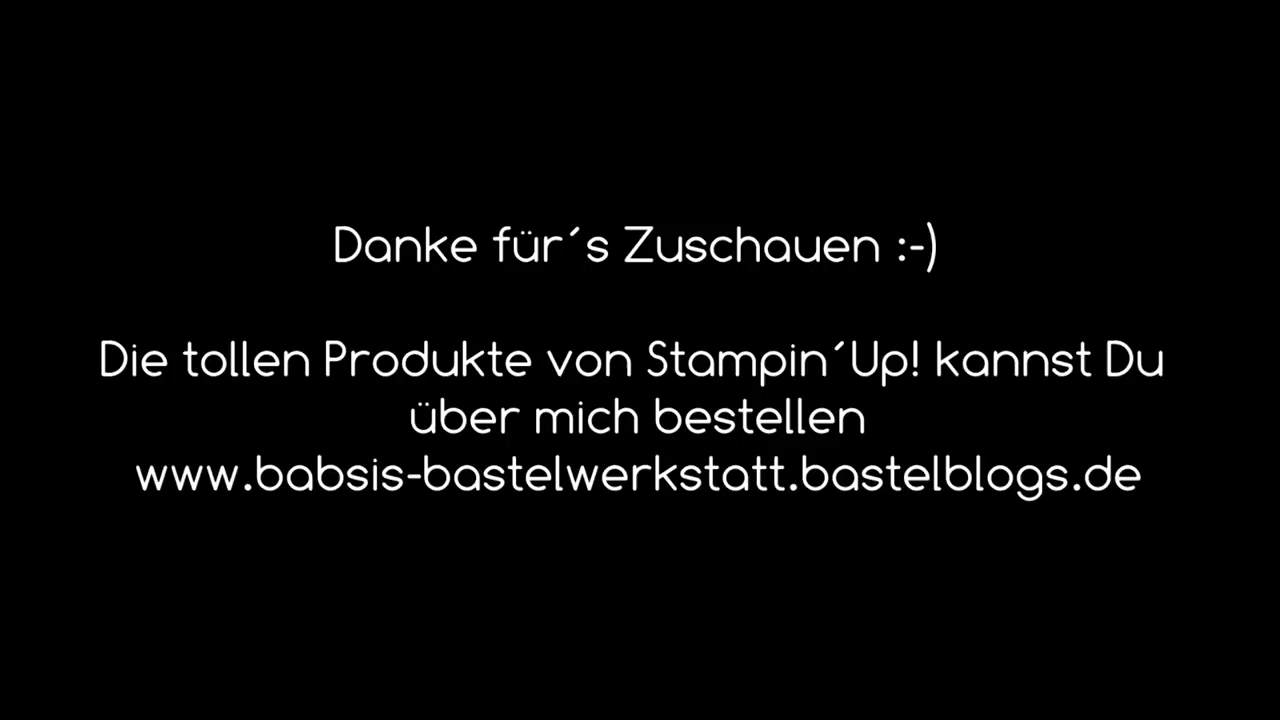 Danke für´s Zuschauen :-)
Die tollen Produkte von Stampin´Up! kannst Du
über mich bestellen
www.babsis-bastelwerkstatt.bastelblogs.de